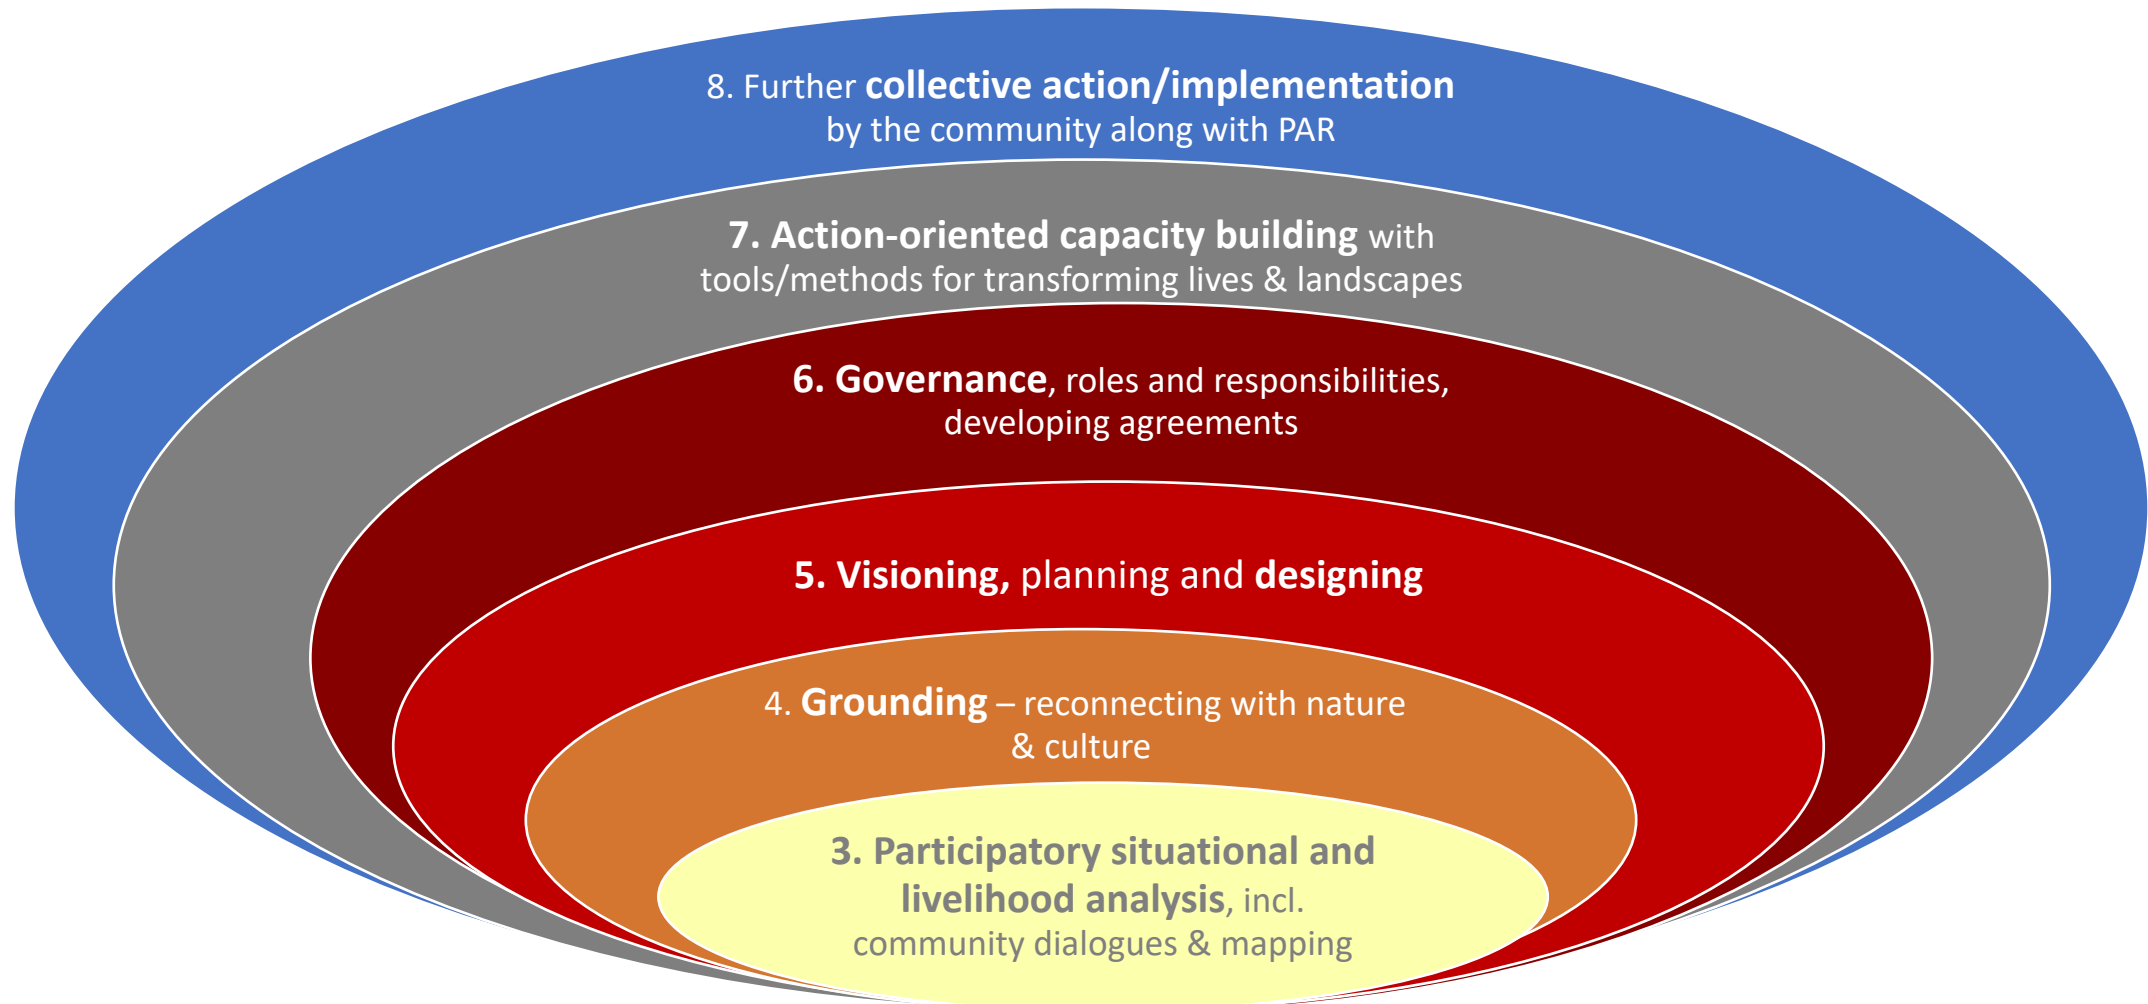 8. Further collective action/implementation
by the community along with PAR
7. Action-oriented capacity building with
tools/methods for transforming lives & landscapes
6. Governance, roles and responsibilities,
developing agreements
5. Visioning, planning and designing
4. Grounding – reconnecting with nature
& culture
3. Participatory situational and
livelihood analysis, incl.
community dialogues & mapping